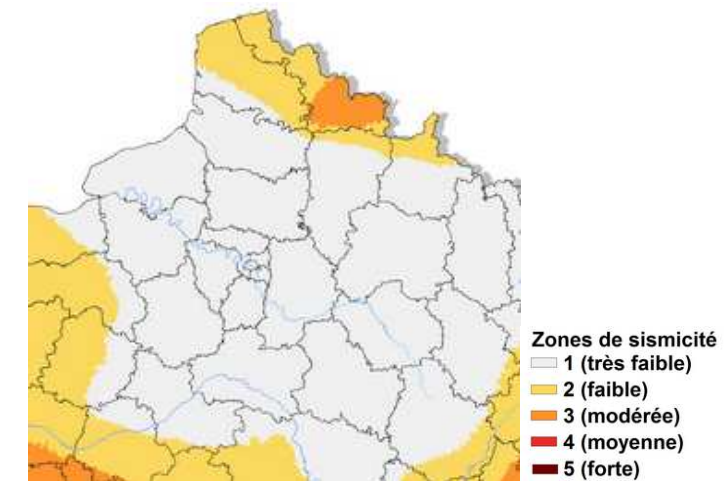 Zones de sismicité
1 (très faible)
2 (faible)
3 (modérée)
4 (moyenne)
5 (forte)